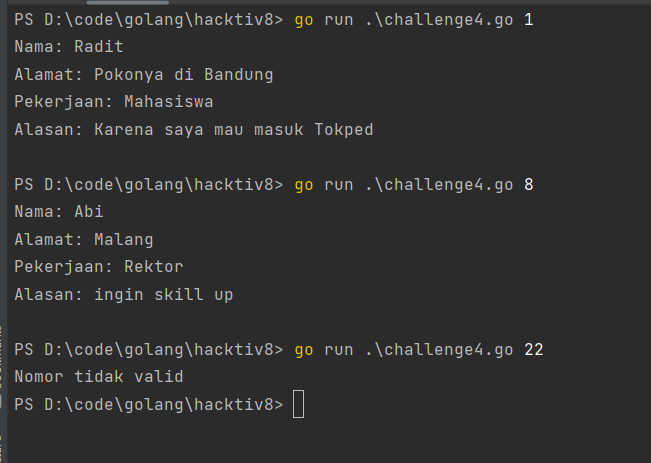 PS D:\code\golang\hacktiv8> go run .\challenge4.go 1
Nama: Radit
Alamat: Pokonya di Bandung
Pekerjaan: Mahasiswa
Alasan: Karena saya mau masuk Tokped
PS D:\code\golang\hacktiv8> go run .\challenge4.go 8
Nama: Abi
Alamat: Malang
Pekerjaan: Rektor
Alasan: ingin skill up
PS D:\code\golang\hacktiv8> go run .\challenge4.go 22
Nomor tidak valid
PS D:\code\golang\hacktiv8>